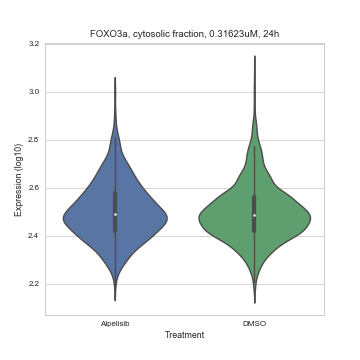 FOXO3a, cytosolic fraction, 0.31623uM, 24h
3.2
3.0
2.8
2.6
2.4
2.2
Expression (log10)
Alpelisib
DMSO
Treatment